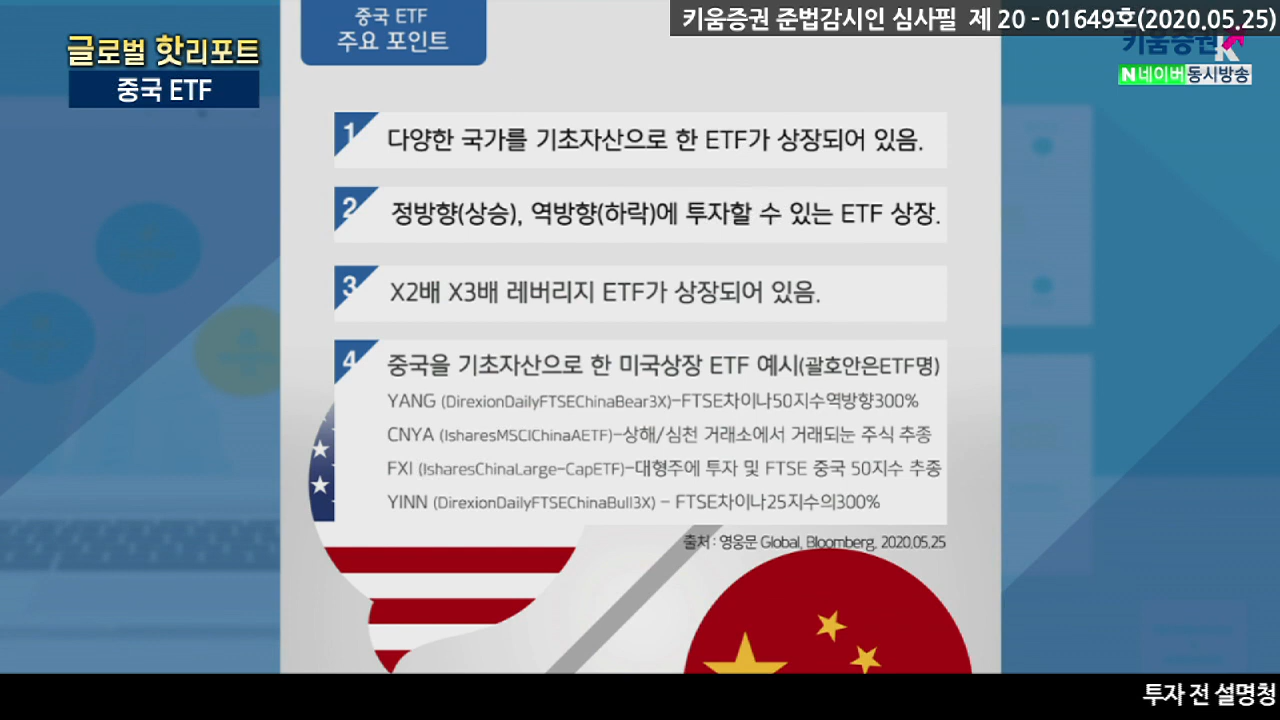 키움증권 준법감시인 심사필 제 20 - 01649호(2020.05.25)
글로벌 핫리포트
중국 ETF
중국 ETF
주요 포인트
키움증권
N 네이버 동시방송
1 다양한 국가를 기초자산으로 한 ETF가 상장되어 있음.
2 정방향(상승), 역방향(하락)에 투자할 수 있는 ETF 상장.
3 X2배 X3배 레버리지 ETF가 상장되어 있음.
4 중국을 기초자산으로 한 미국상장 ETF 예시(괄호안은ETF명)
YANG (DirexionDailyFTSEChinaBear3X)-FTSE차이나50지수역방향300%
CNYA (IsharesMSCIChinaAETF)-상해/심천 거래소에서 거래되는 주식 추종
FXI (IsharesChinaLarge-CapETF)-대형주에 투자 및 FTSE 중국 50지수 추종
YINN (DirexionDailyFTSEChinaBull3X) - FTSE차이나25지수의300%
출처 : 영웅문 Global, Bloomberg, 2020.05.25
투자 전 설명청